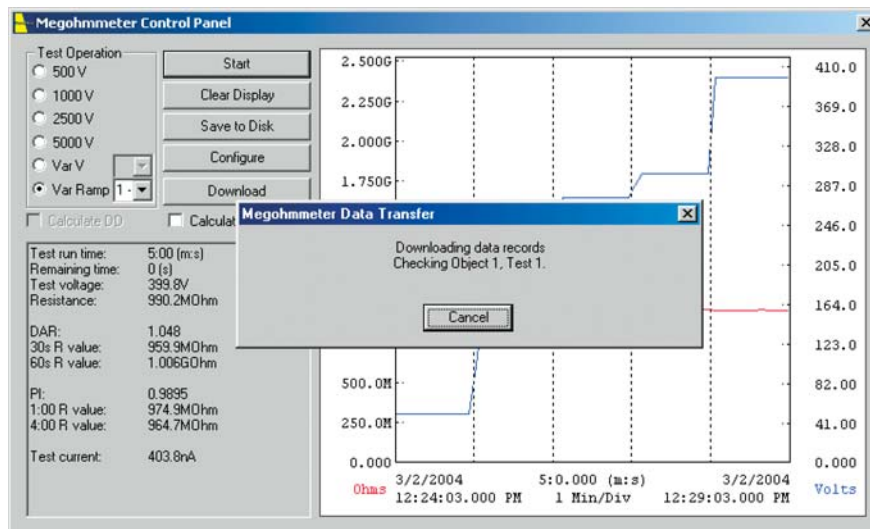 Megohmmeter Control Panel
Test Operation
500 V
1000 V
2500 V
5000 V
Var V
Var Ramp 1 -
Start
Clear Display
Save to Disk
Configure
Download
Calculate DD
Calculat
Test run time: 5:00 (m:s)
Remaining time: 0 (s)
Test voltage: 399.8V
Resistance: 990.2MOhm
DAR: 1.048
30s R value: 959.9MOhm
60s R value: 1.006GOhm
PI: 0.9895
1:00 R value: 974.9MOhm
4:00 R value: 964.7MOhm
Test current: 403.8nA
Megohmmeter Data Transfer
Downloading data records
Checking Object 1, Test 1.
Cancel
2.500G
2.250G
2.000G
1.750G
500.0M
250.0M
0.000
410.0
369.0
328.0
287.0
246.0
205.0
164.0
123.0
82.00
41.00
0.000
Ohms
3/2/2004 5:0.000 (m:s) 3/2/2004
12:24:03.000 PM 1 Min/Div 12:29:03.000 PM
Volts